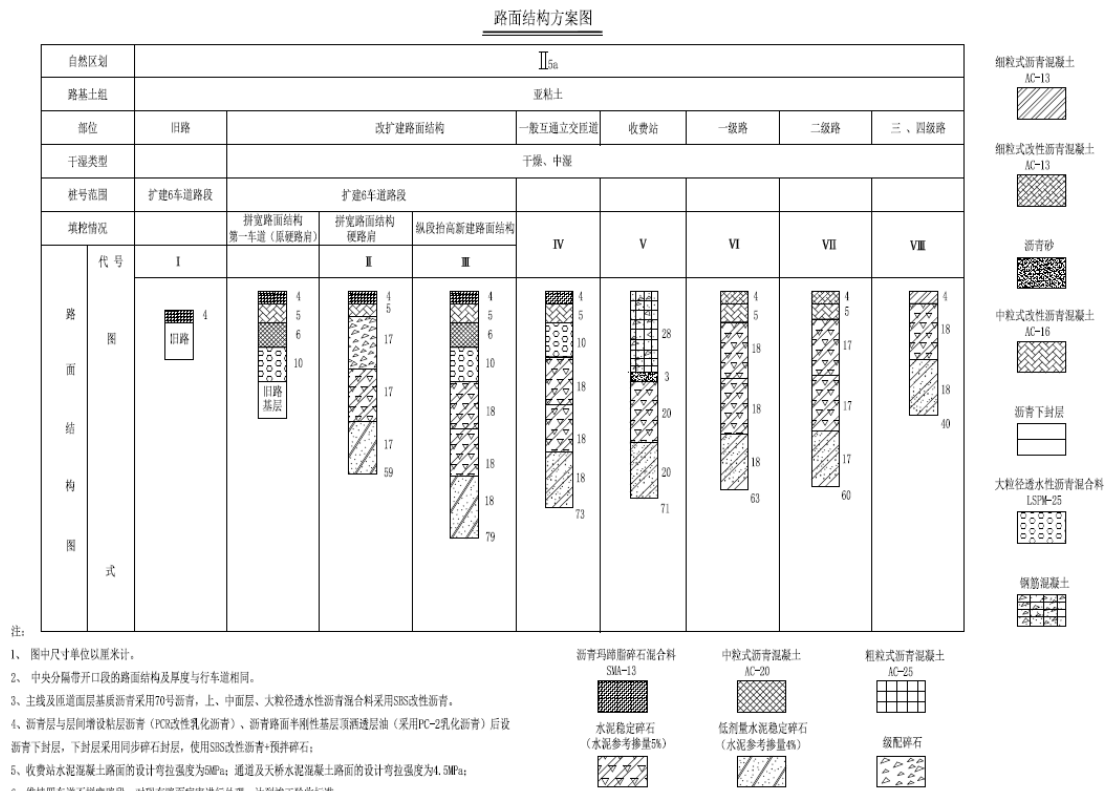 路面结构方案图
自然区划 Ⅱ5a
路基土组 亚粘土
部位 旧路 改扩建路面结构 一般互通立交匝道 收费站 一级路 二级路 三、四级路
干湿类型 干燥、中湿
桩号范围 扩建6车道路段 扩建6车道路段
填挖情况 拼宽路面结构 拼宽路面结构 纵段抬高新建路面结构
第一车道（原硬路肩） 硬路肩
代号 Ⅰ Ⅱ Ⅲ Ⅳ Ⅴ Ⅵ Ⅶ Ⅷ
路面结构图
图式
4
旧路
4
5
6
10
旧路
基层
4
5
17
17
17
59
4
5
6
10
18
18
18
79
4
5
10
18
18
18
73
28
3
20
20
71
4
5
18
18
18
63
4
5
17
17
17
60
4
18
18
40
细粒式沥青混凝土
AC-13
细粒式改性沥青混凝土
AC-13
沥青砂
中粒式改性沥青混凝土
AC-16
沥青下封层
大粒径透水性沥青混合料
LSPM-25
钢筋混凝土
沥青玛蹄脂碎石混合料
SMA-13
中粒式沥青混凝土
AC-20
粗粒式沥青混凝土
AC-25
水泥稳定碎石
（水泥参考掺量5%）
低剂量水泥稳定碎石
（水泥参考掺量4%）
级配碎石
注：
1、 图中尺寸单位以厘米计。
2、 中央分隔带开口段的路面结构及厚度与行车道相同。
3、主线及匝道面层基质沥青采用70号沥青，上、中面层、大粒径透水性沥青混合料采用SBS改性沥青。
4、沥青层与层间增设粘层沥青（PCR改性乳化沥青）、沥青路面半刚性基层顶洒透层油（采用PC-2乳化沥青）后设
沥青下封层，下封层采用同步碎石封层，使用SBS改性沥青+预拌碎石；
5、收费站水泥混凝土路面的设计弯拉强度为5MPa；通道及天桥水泥混凝土路面的设计弯拉强度为4.5MPa；